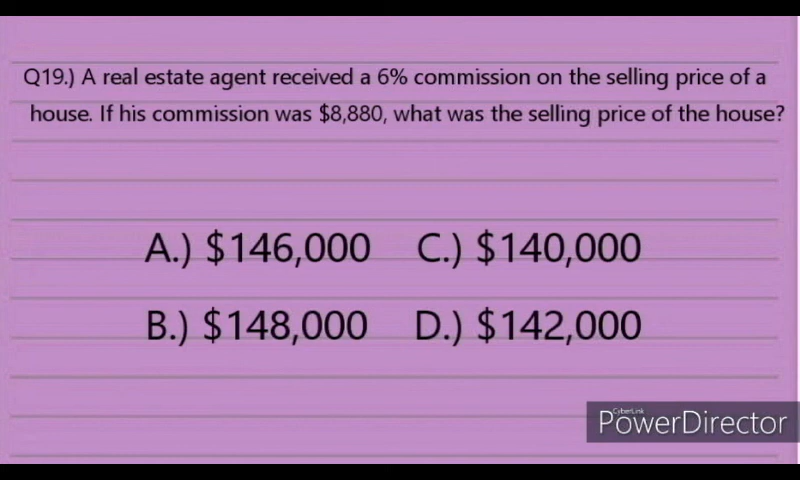 Q19.) A real estate agent received a 6% commission on the selling price of a
house. If his commission was $8,880, what was the selling price of the house?
A.) $146,000 C.) $140,000
B.) $148,000 D.) $142,000
CyberLink
PowerDirector